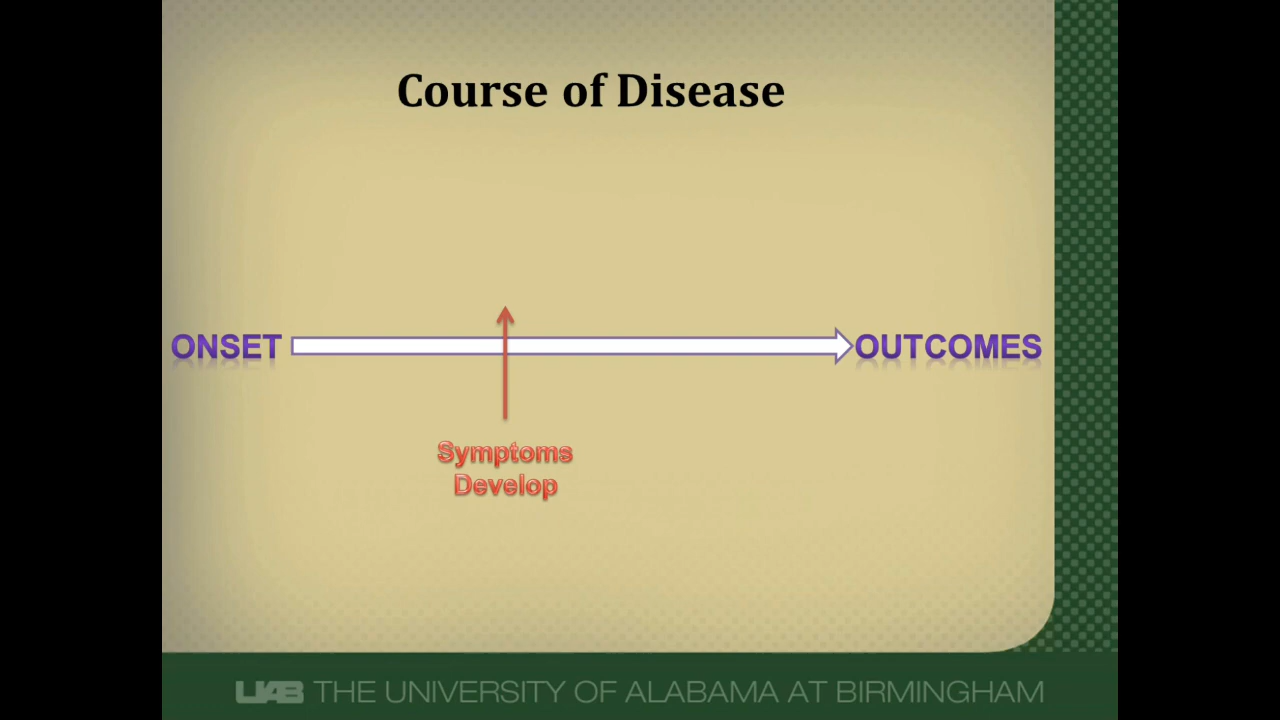 Course of Disease
ONSET
OUTCOMES
Symptoms
Develop
UAB THE UNIVERSITY OF ALABAMA AT BIRMINGHAM